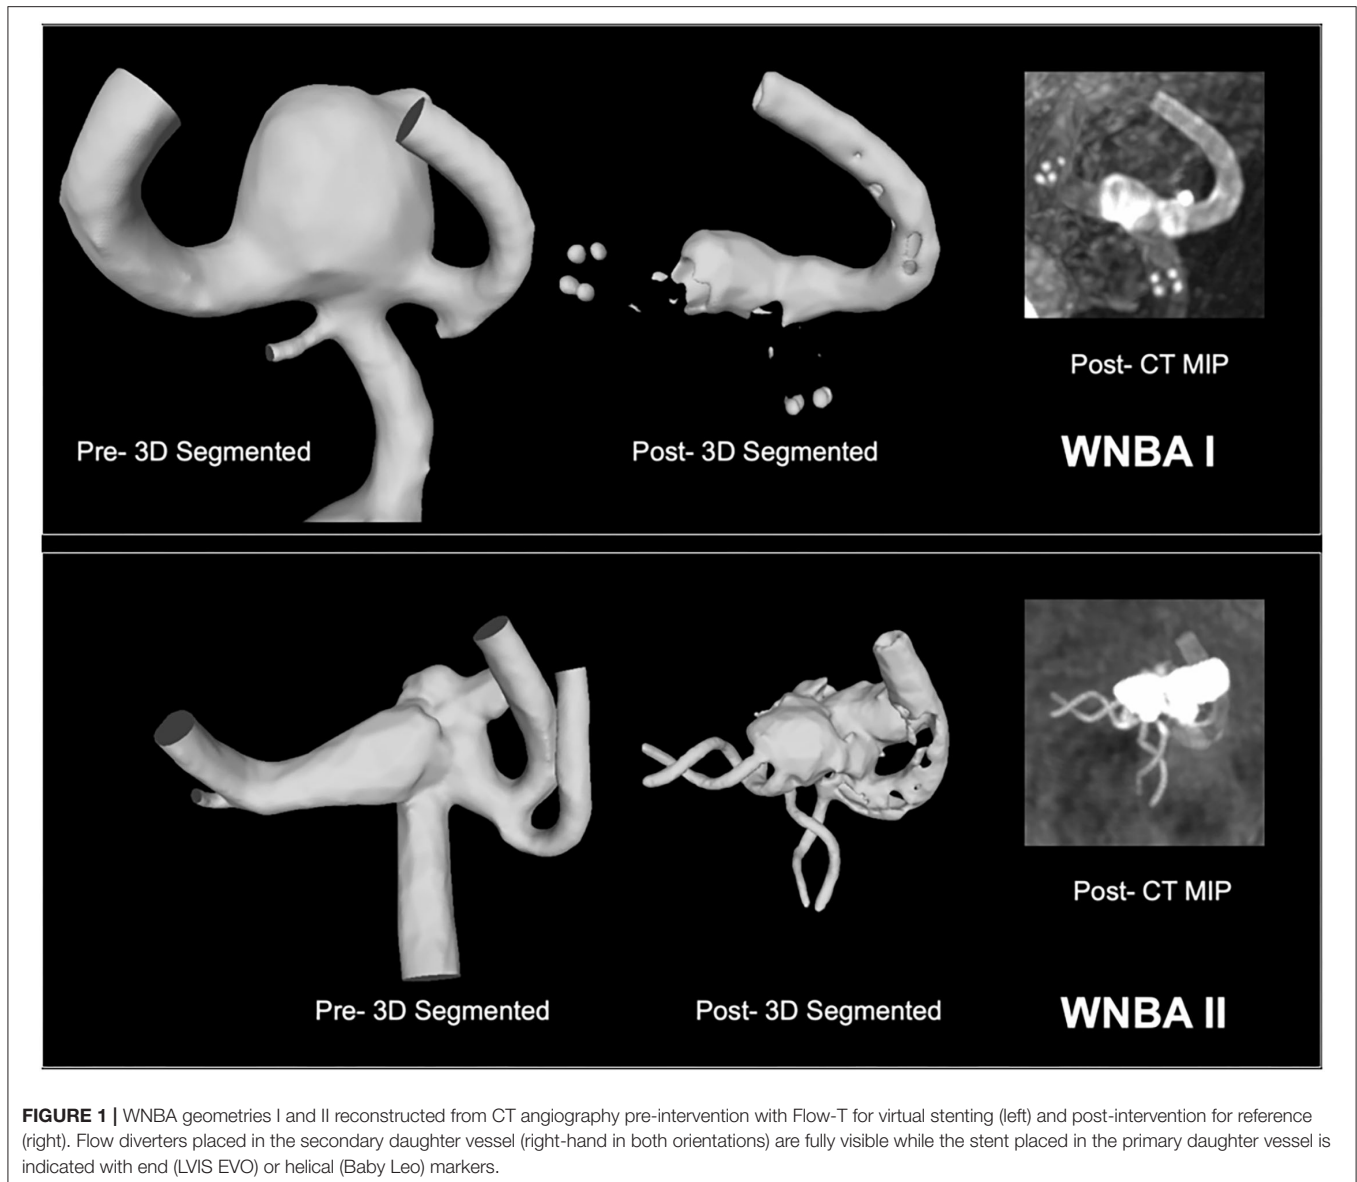 Post- CT MIP
Pre- 3D Segmented
Post- 3D Segmented
WNBA I
Post- CT MIP
Pre- 3D Segmented
Post- 3D Segmented
WNBA II
FIGURE 1 | WNBA geometries I and II reconstructed from CT angiography pre-intervention with Flow-T for virtual stenting (left) and post-intervention for reference
(right). Flow diverters placed in the secondary daughter vessel (right-hand in both orientations) are fully visible while the stent placed in the primary daughter vessel is
indicated with end (LVIS EVO) or helical (Baby Leo) markers.